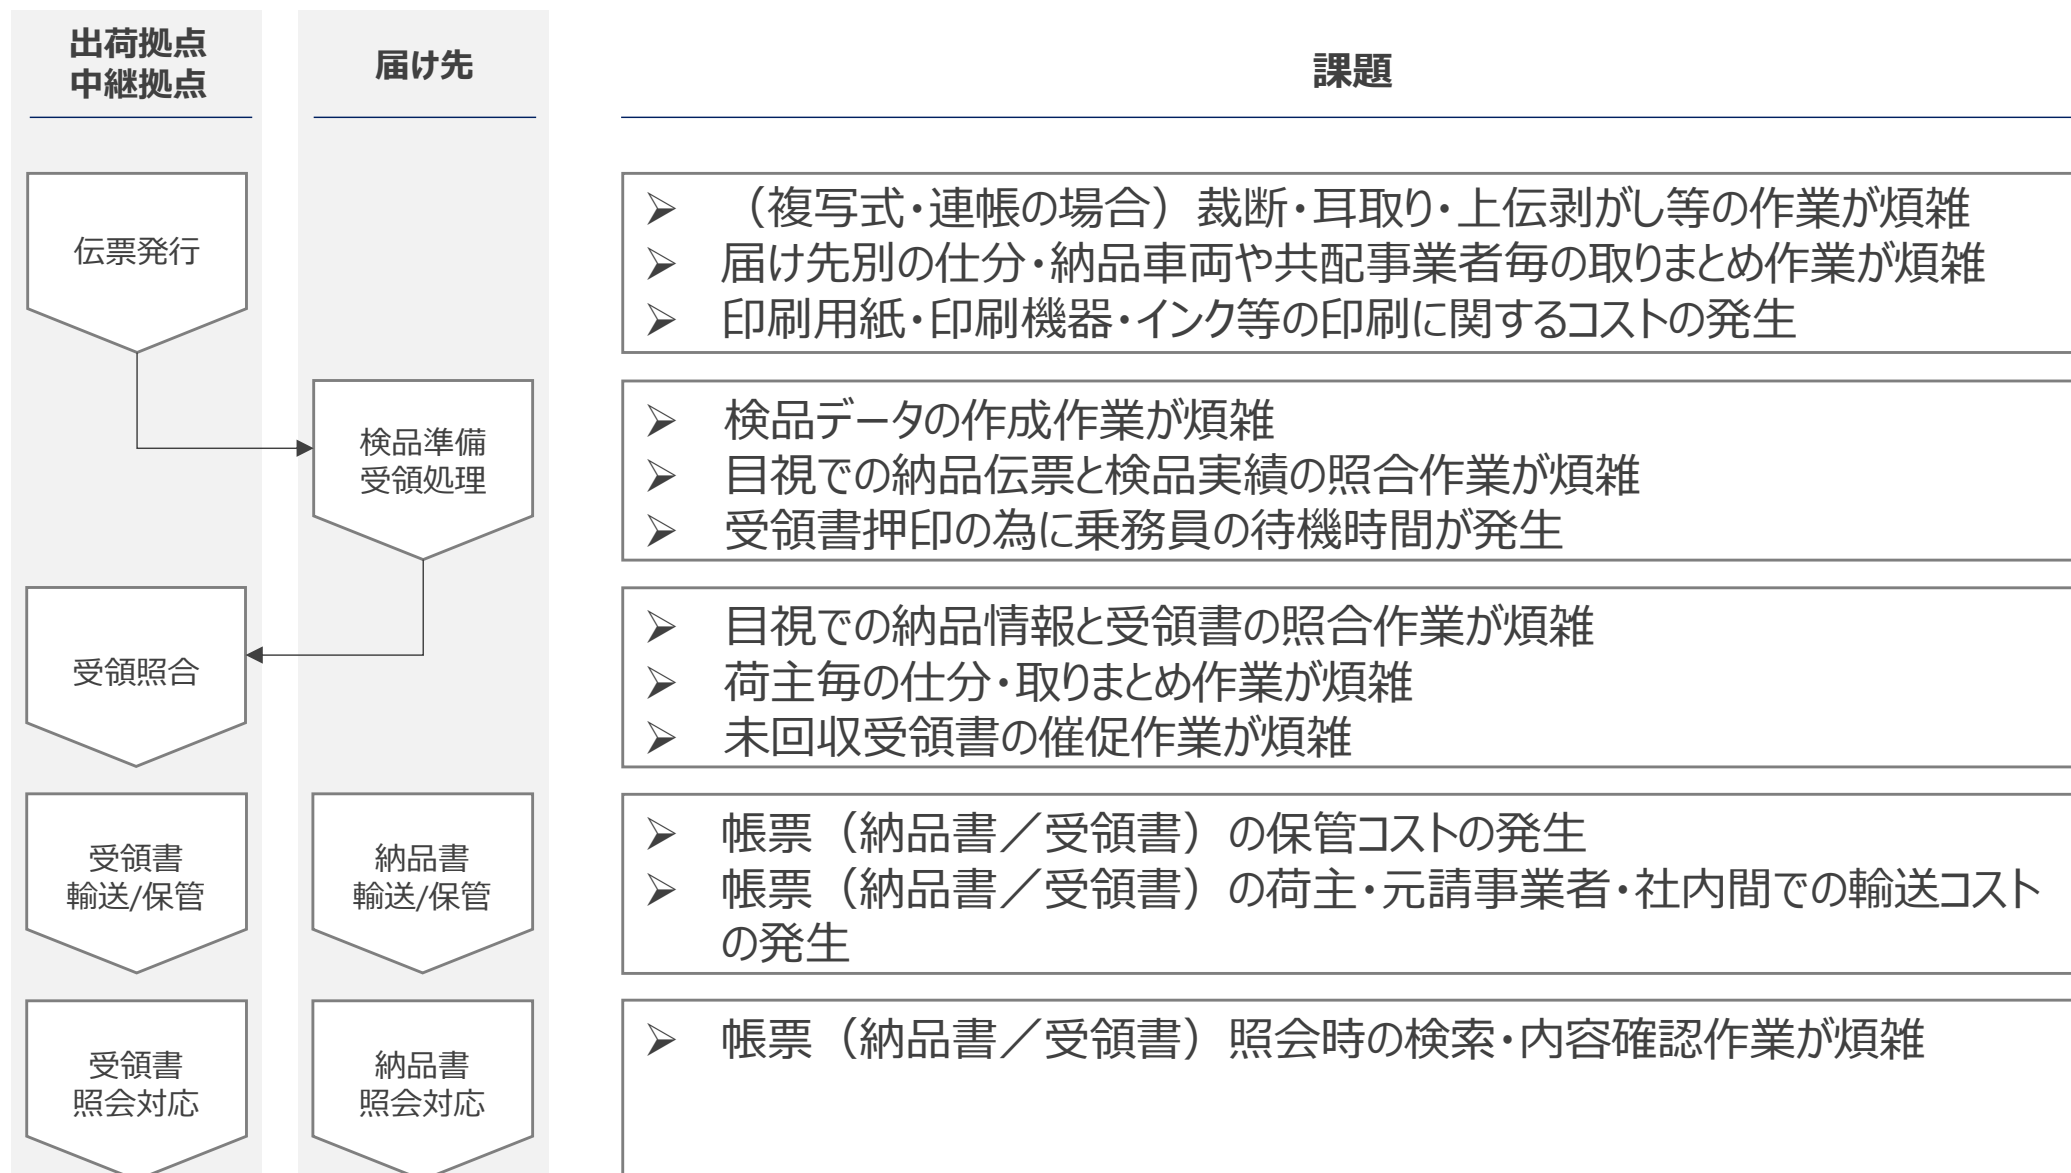 出荷拠点
中継拠点
届け先
課題
伝票発行
➢ （複写式・連帳の場合）裁断・耳取り・上伝剥がし等の作業が煩雑
➢ 届け先別の仕分・納品車両や共配事業者毎の取りまとめ作業が煩雑
➢ 印刷用紙・印刷機器・インク等の印刷に関するコストの発生
検品準備
受領処理
➢ 検品データの作成作業が煩雑
➢ 目視での納品伝票と検品実績の照合作業が煩雑
➢ 受領書押印の為に乗務員の待機時間が発生
受領照合
➢ 目視での納品情報と受領書の照合作業が煩雑
➢ 荷主毎の仕分・取りまとめ作業が煩雑
➢ 未回収受領書の催促作業が煩雑
受領書
輸送/保管
納品書
輸送/保管
➢ 帳票（納品書／受領書）の保管コストの発生
➢ 帳票（納品書／受領書）の荷主・元請事業者・社内間での輸送コスト
の発生
受領書
照会対応
納品書
照会対応
➢ 帳票（納品書／受領書）照会時の検索・内容確認作業が煩雑